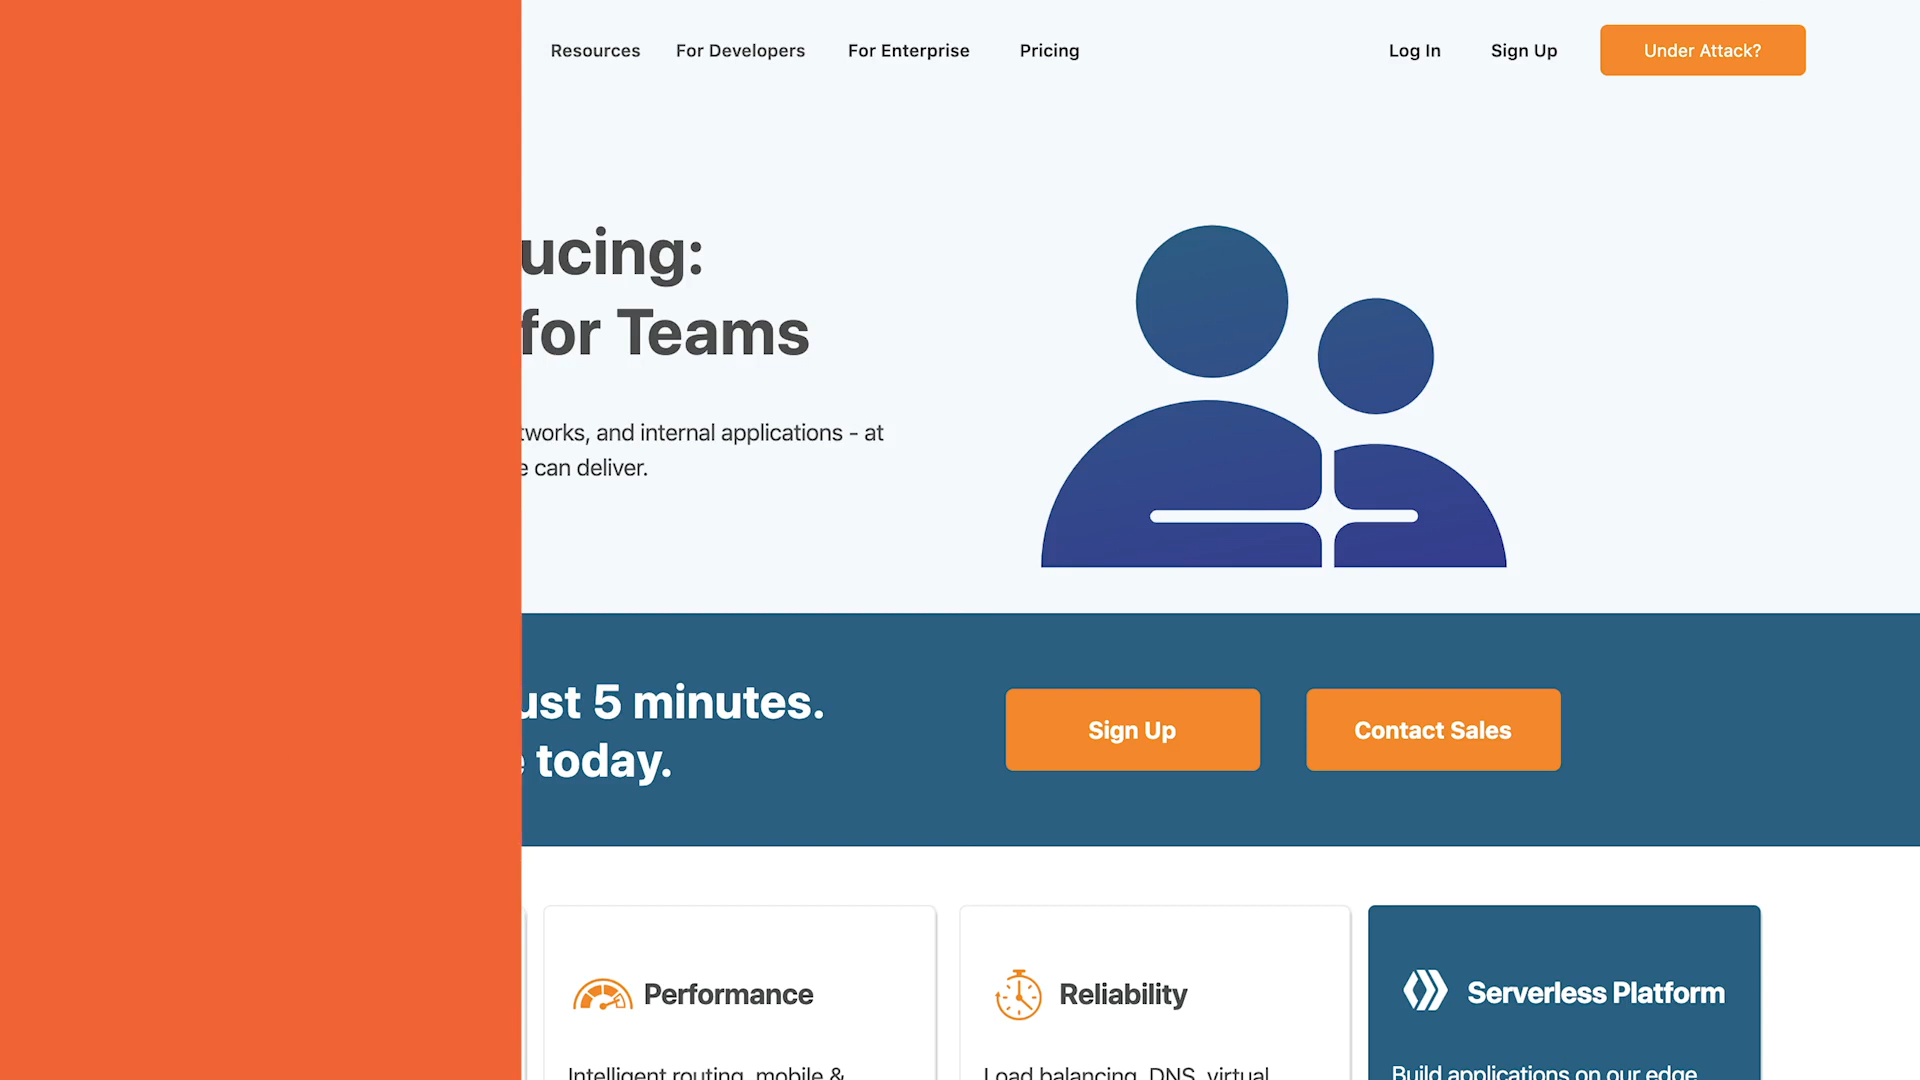 Resources For Developers For Enterprise Pricing Log In Sign Up Under Attack?
ucing:
for Teams
tworks, and internal applications - at
e can deliver.
ust 5 minutes.
today.
Sign Up Contact Sales
Performance Reliability Serverless Platform
Intelligent routing, mobile & Load balancing, DNS, virtual Build applications on our edge